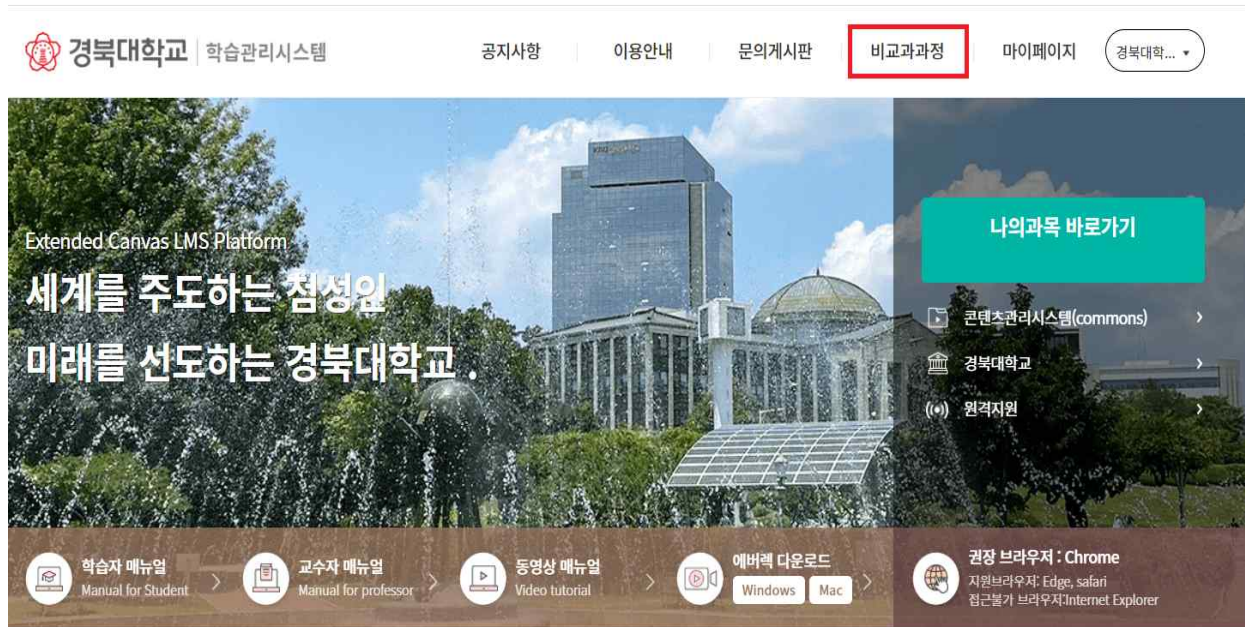 경북대학교 학습관리시스템
공지사항 이용안내 문의게시판 비교과과정 마이페이지 경북대학...
Extended Canvas LMS Platform
세계를 주도하는 첨성인
미래를 선도하는 경북대학교 .
나의과목 바로가기
콘텐츠관리시스템(commons)
경북대학교
원격지원
학습자 매뉴얼
Manual for Student
교수자 매뉴얼
Manual for professor
동영상 매뉴얼
Video tutorial
에버렉 다운로드
Windows Mac
권장 브라우저 : Chrome
지원브라우저: Edge, safari
접근불가 브라우저:Internet Explorer